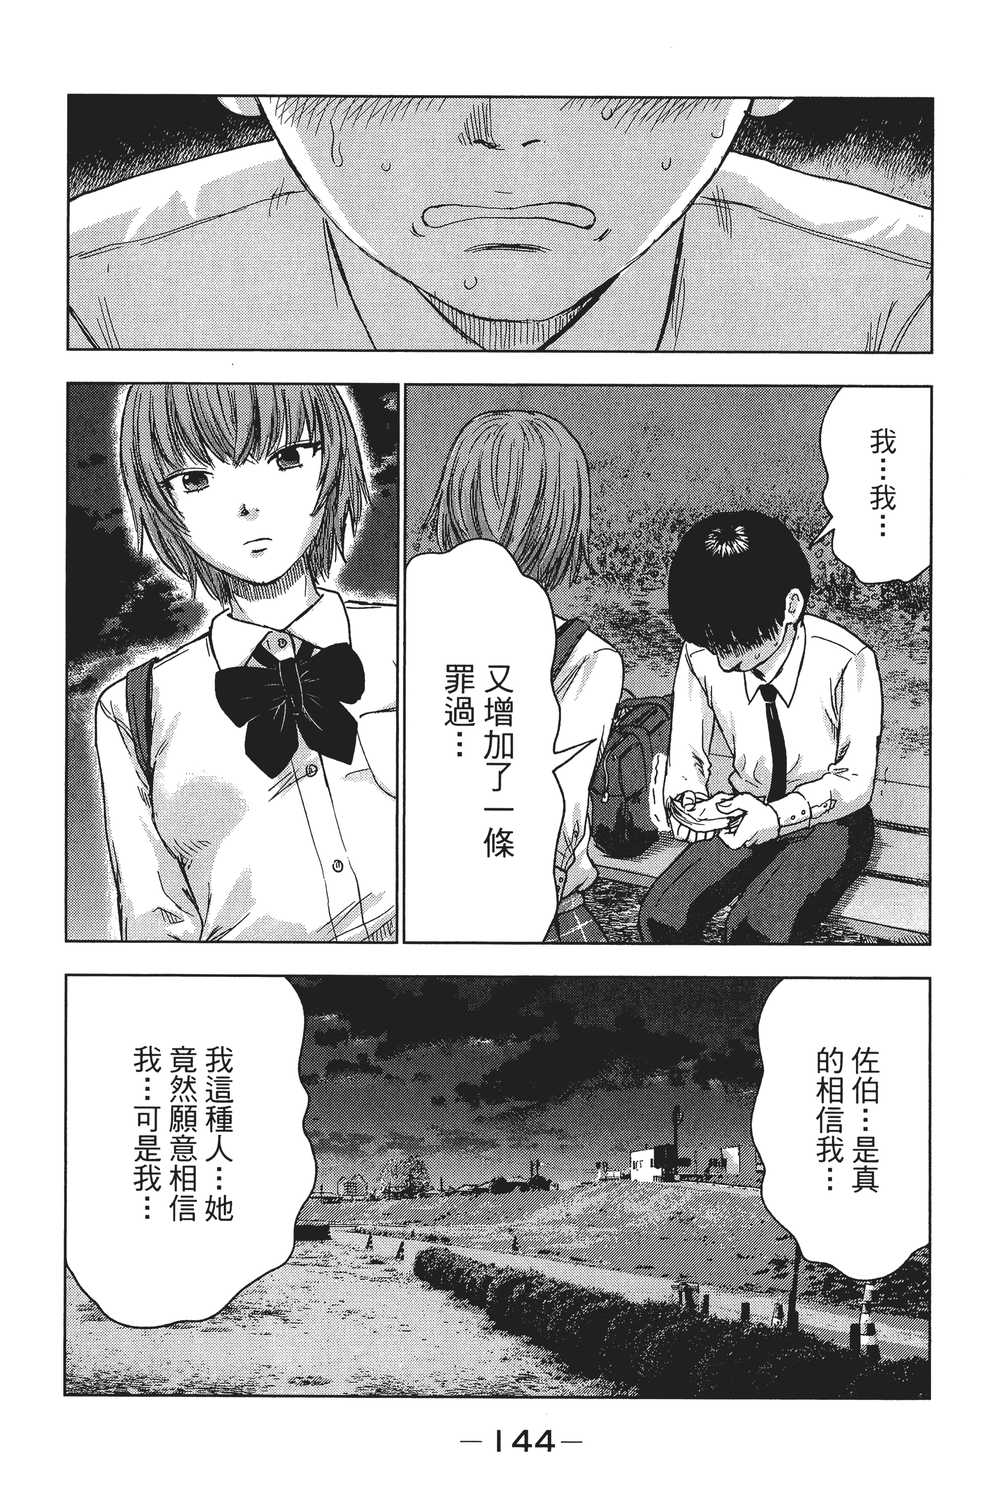 我⋯我⋯
又增加了一條
罪過⋯
佐伯⋯是真
的相信我⋯
我這種人⋯她
竟然願意相信
我⋯可是我⋯
—144—